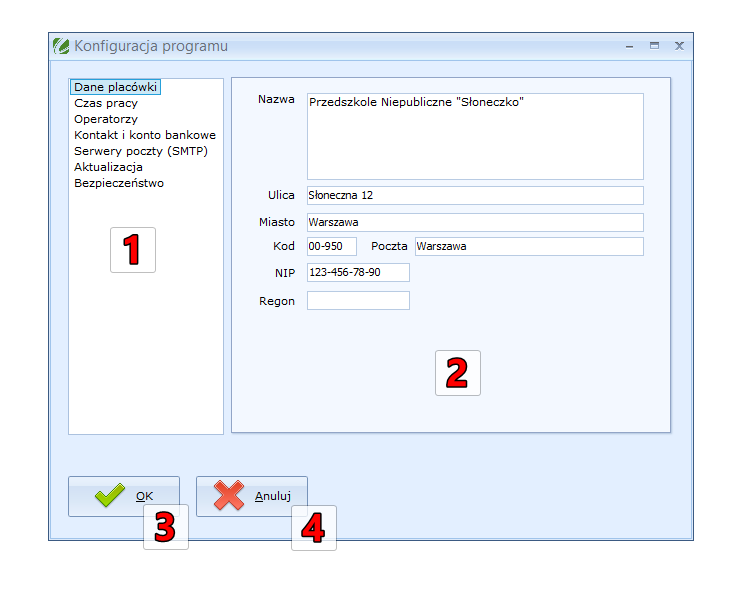 Konfiguracja programu
Dane placówki
Czas pracy
Operatorzy
Kontakt i konto bankowe
Serwery poczty (SMTP)
Aktualizacja
Bezpieczeństwo
1
Nazwa Przedszkole Niepubliczne "Słoneczko"
Ulica Słoneczna 12
Miasto Warszawa
Kod 00-950 Poczta Warszawa
NIP 123-456-78-90
Regon
2
OK
3
Anuluj
4